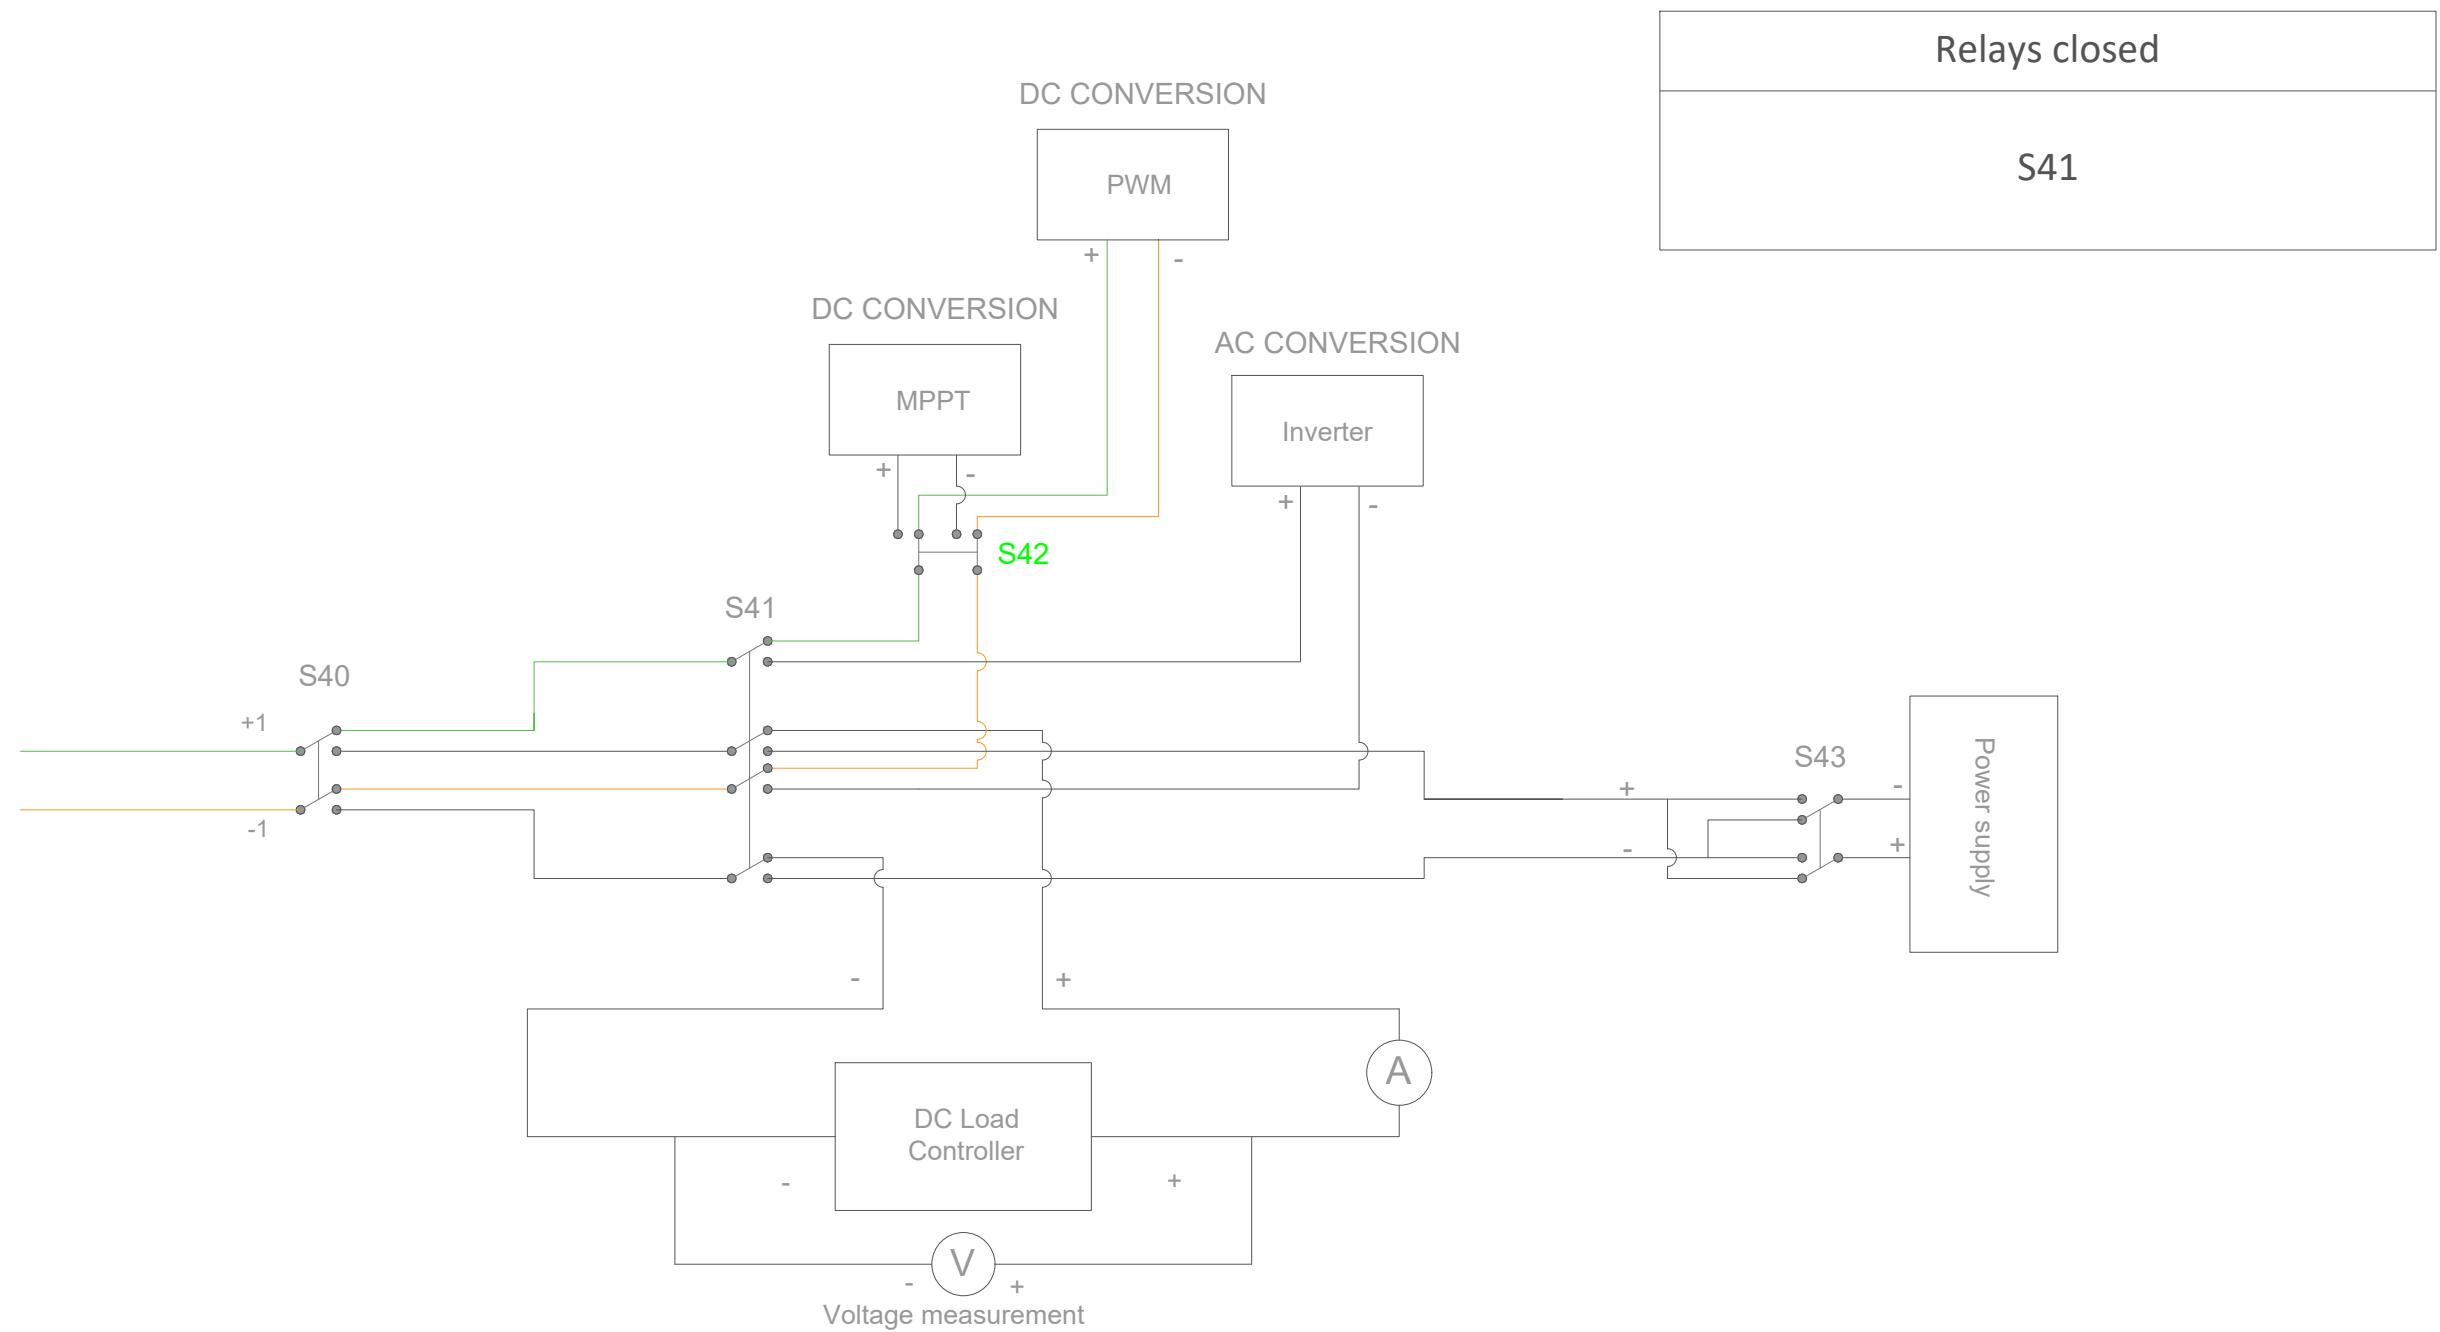 Relays closed
S41
DC CONVERSION
PWM
+
-
DC CONVERSION
MPPT
+
-
AC CONVERSION
Inverter
+
-
S42
S41
S40
+1
-1
S43
+
-
-
+
Power supply
-
+
A
DC Load
Controller
-
+
V
-
+
Voltage measurement